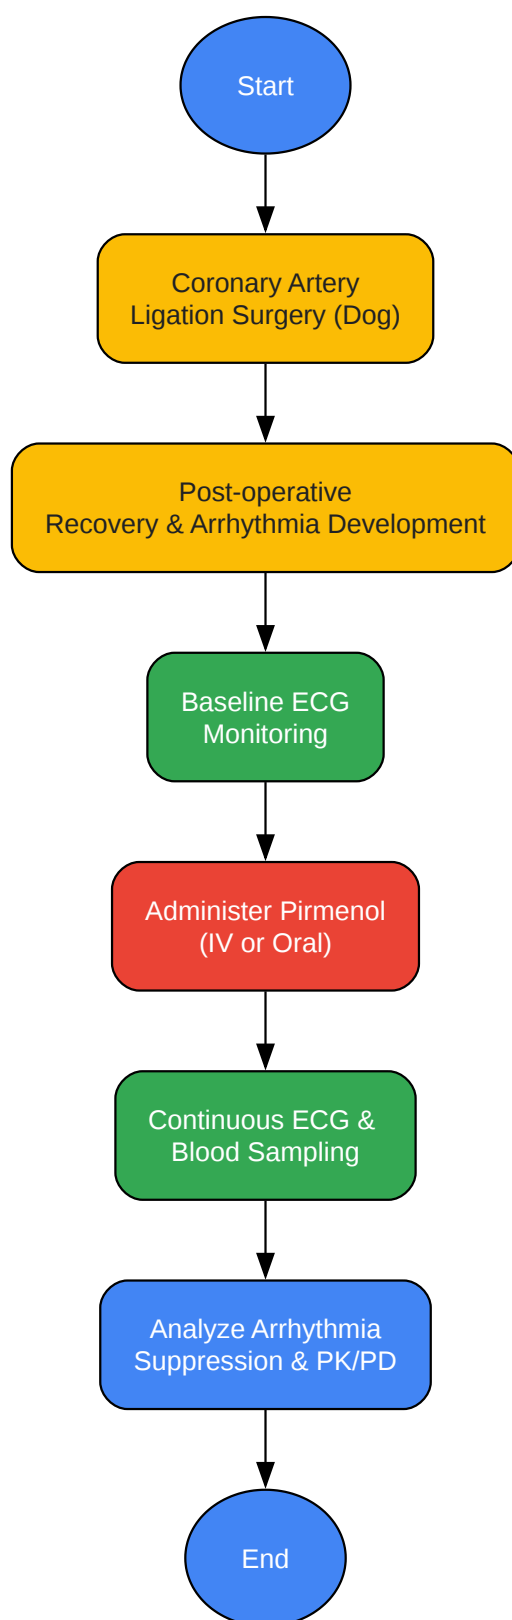 Start
Coronary Artery
Ligation Surgery (Dog)
Post-operative
Recovery & Arrhythmia Development
Baseline ECG
Monitoring
Administer Pirmenol
(IV or Oral)
Continuous ECG &
Blood Sampling
Analyze Arrhythmia
Suppression & PK/PD
End